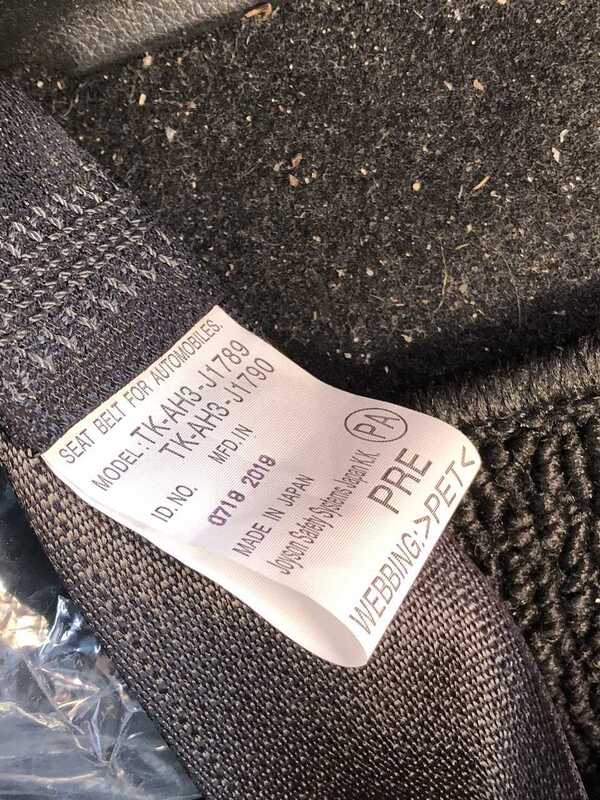 SEAT BELT FOR AUTOMOBILES.
MODEL: TK-AH3-J1789
TK-AH3-J1790
ID.NO. MFD.IN
0718 2019
MADE IN JAPAN
Joyson Safety Systems Japan K.K.
PA
PRE
WEBBING:>PET<